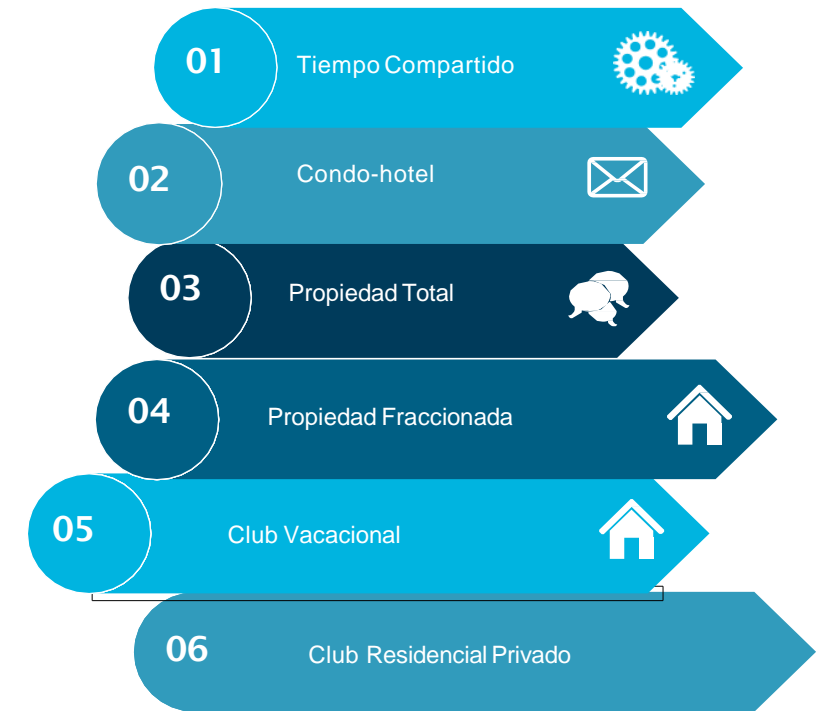 01 Tiempo Compartido
02 Condo-hotel
03 Propiedad Total
04 Propiedad Fraccionada
05 Club Vacacional
06 Club Residencial Privado